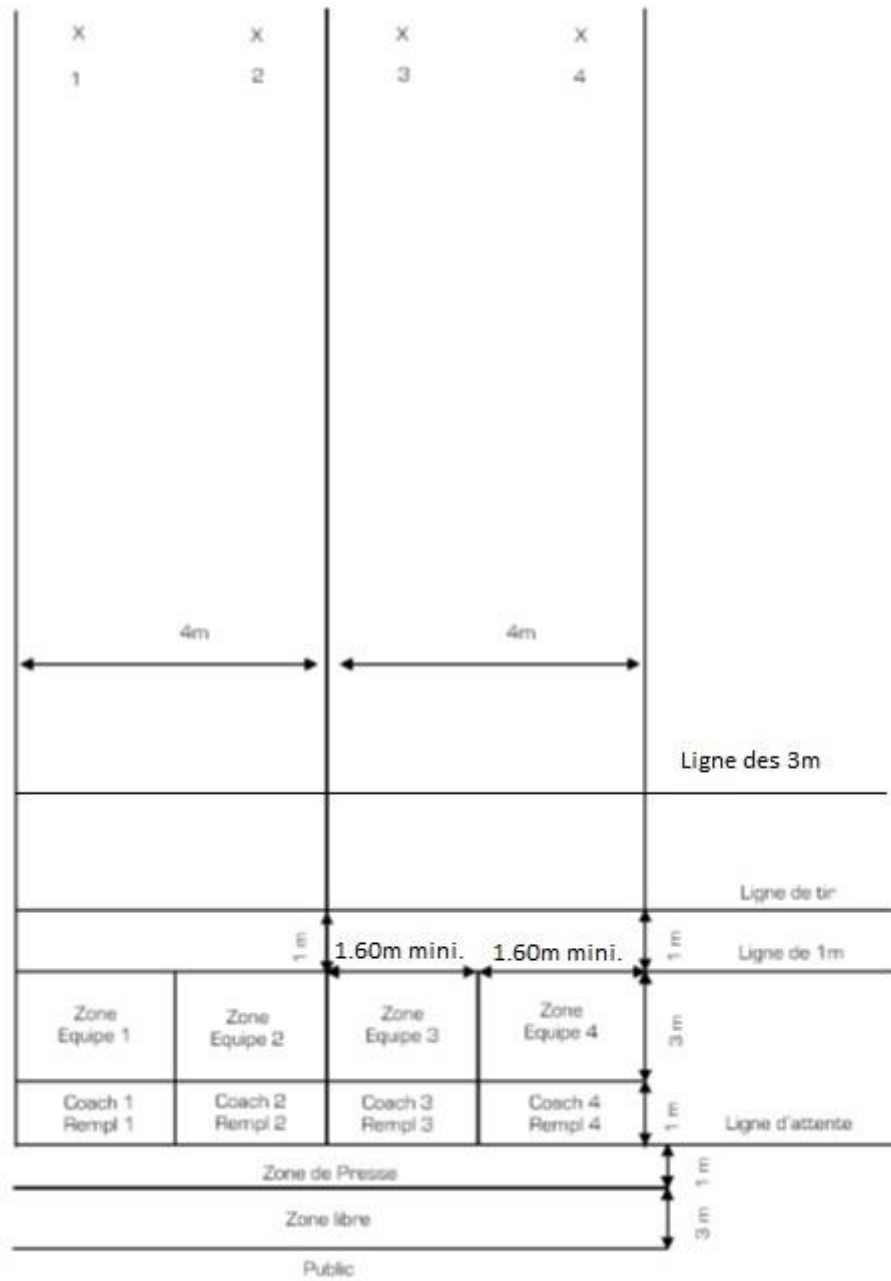 X X X X
1 2 3 4
4m 4m
Ligne des 3m
Ligne de tir
1 m 1.60m mini. 1.60m mini. 1 m Ligne de 1m
Zone Zone Zone Zone
Equipe 1 Equipe 2 Equipe 3 Equipe 4
3 m
Coach 1 Coach 2 Coach 3 Coach 4
Rempl 1 Rempl 2 Rempl 3 Rempl 4
1 m Ligne d'attente
Zone de Presse 1 m
Zone libre 3 m
Public